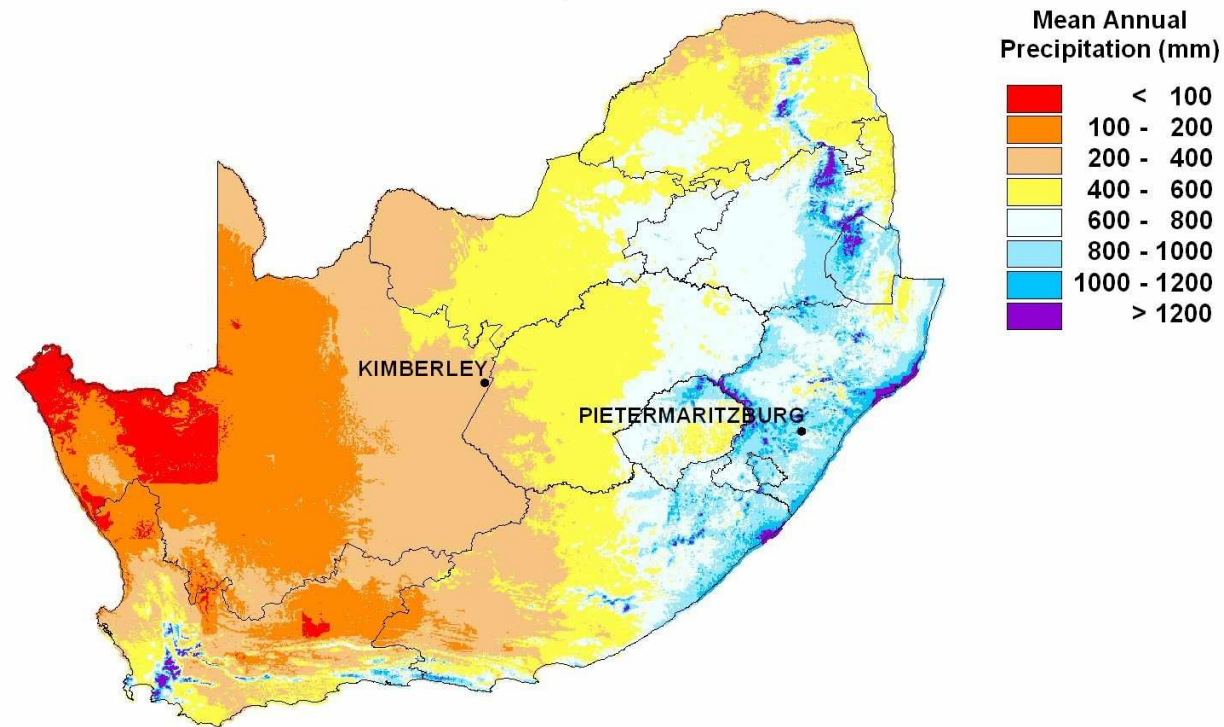 Mean Annual
Precipitation (mm)
< 100
100 - 200
200 - 400
400 - 600
600 - 800
800 - 1000
1000 - 1200
> 1200
KIMBERLEY
PIETERMARITZBURG